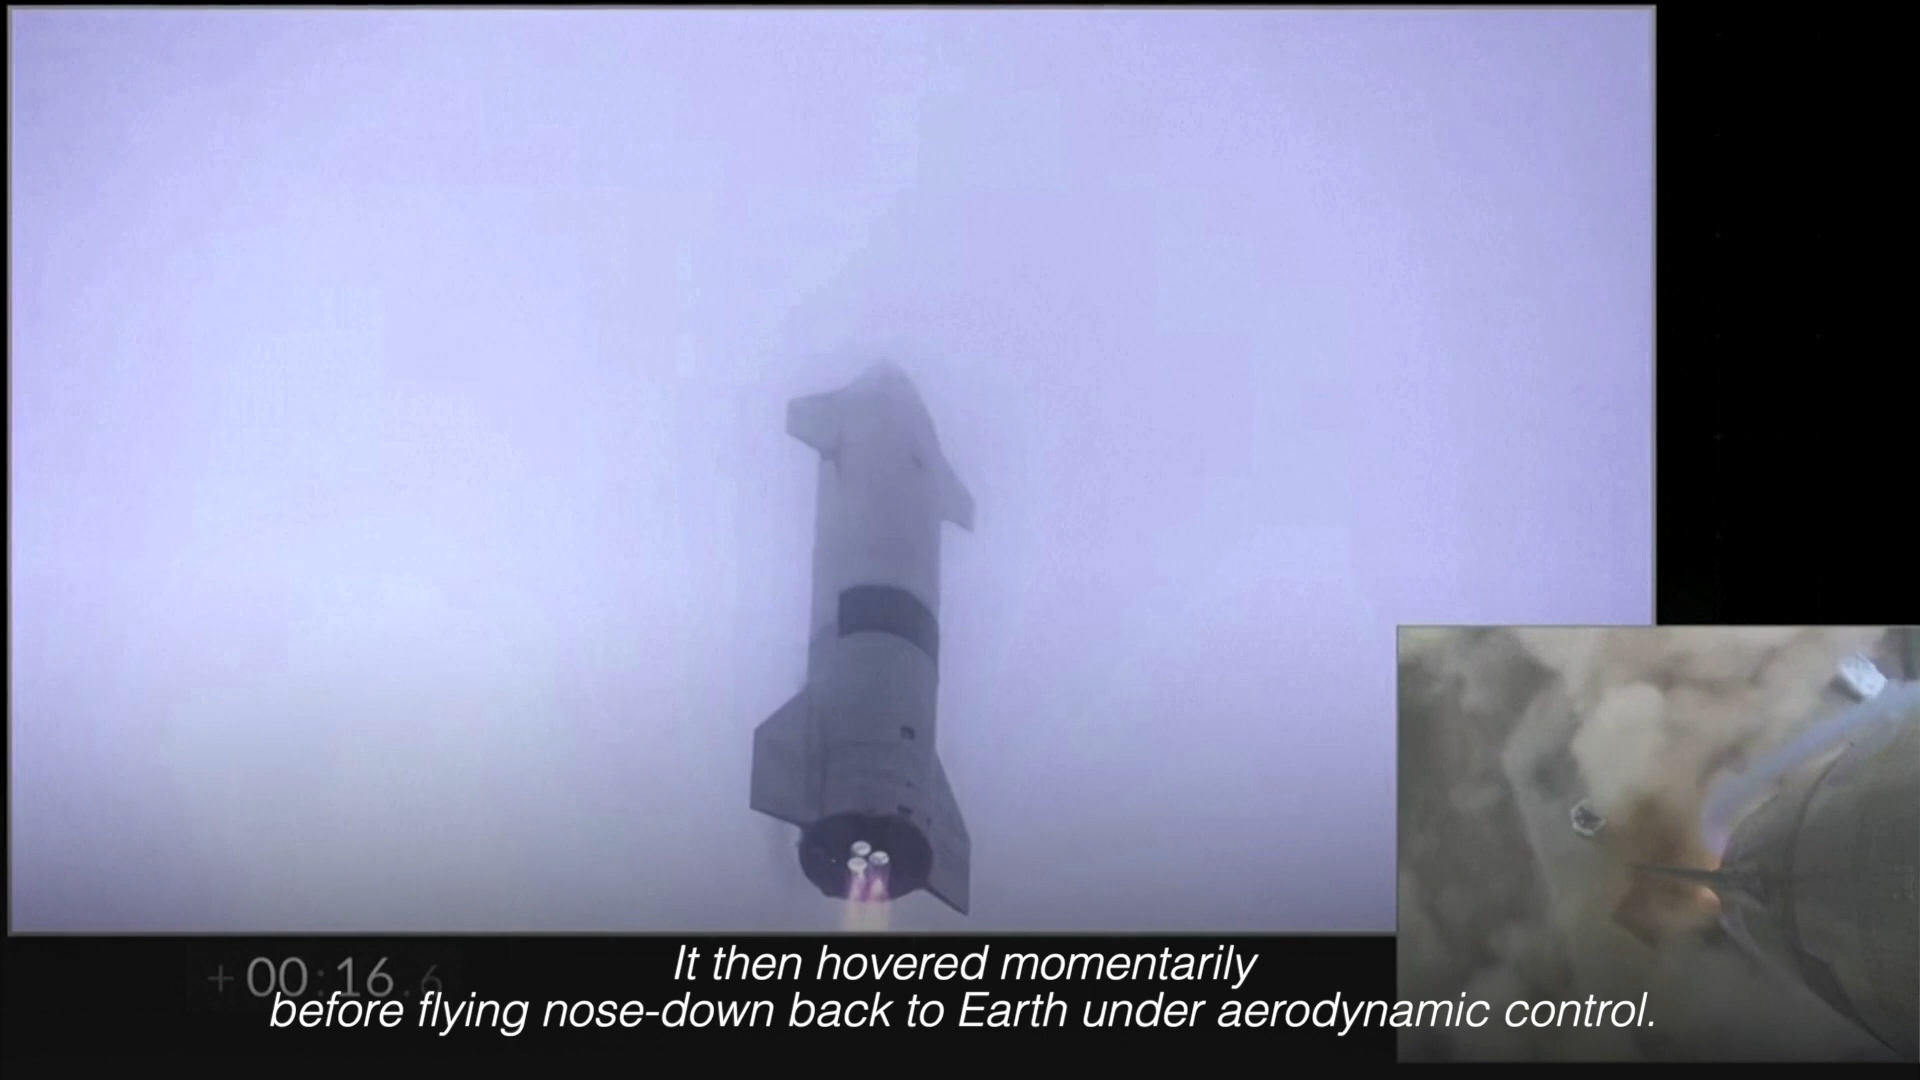 +00:16.6
It then hovered momentarily
before flying nose-down back to Earth under aerodynamic control.